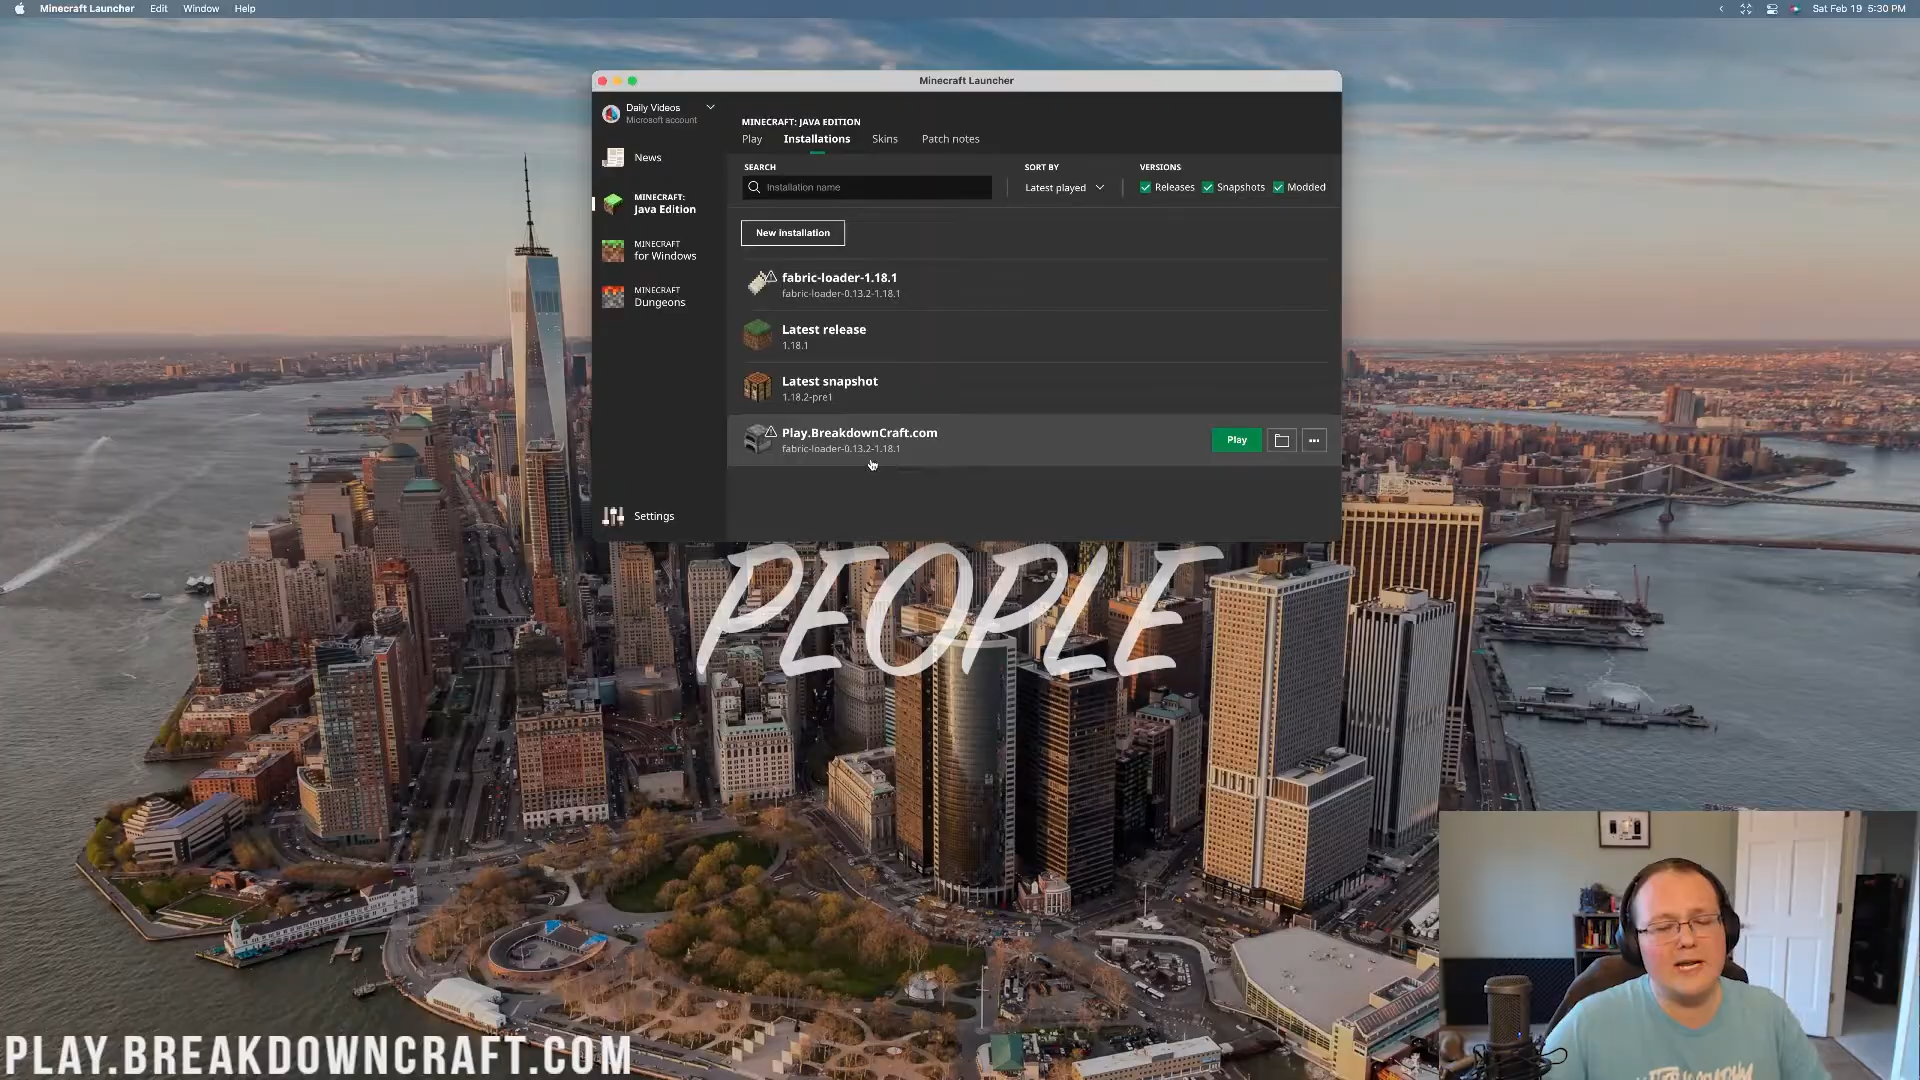 Minecraft Launcher Edit Window Help
Sat Feb 19 5:30 PM
Minecraft Launcher
Daily Videos
Microsoft account
News
MINECRAFT:
Java Edition
MINECRAFT
for Windows
MINECRAFT
Dungeons
Settings
MINECRAFT: JAVA EDITION
Play Installations Skins Patch notes
SEARCH
Installation name
SORT BY
Latest played
VERSIONS
Releases Snapshots Modded
New installation
fabric-loader-1.18.1
fabric-loader-0.13.2-1.18.1
Latest release
1.18.1
Latest snapshot
1.18.2-pre1
Play.BreakdownCraft.com
fabric-loader-0.13.2-1.18.1
Play
PEOPLE
PLAY.BREAKDOWNCRAFT.COM